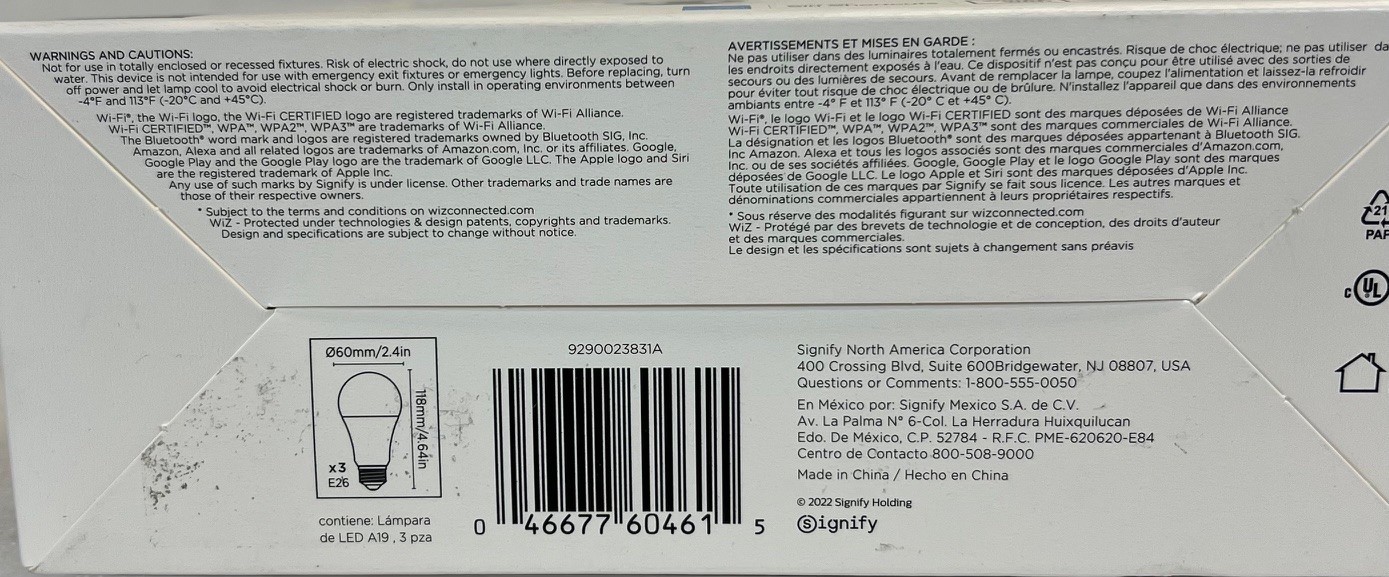 WARNINGS AND CAUTIONS:
Not for use in totally enclosed or recessed fixtures. Risk of electric shock, do not use where directly exposed to
water. This device is not intended for use with emergency exit fixtures or emergency lights. Before replacing, turn
off power and let lamp cool to avoid electrical shock or burn. Only install in operating environments between
-4°F and 113°F (-20°C and +45°C).
Wi-Fi®, the Wi-Fi logo, the Wi-Fi CERTIFIED logo are registered trademarks of Wi-Fi Alliance.
Wi-Fi CERTIFIED™, WPA™, WPA2™, WPA3™ are trademarks of Wi-Fi Alliance.
The Bluetooth® word mark and logos are registered trademarks owned by Bluetooth SIG, Inc.
Amazon, Alexa and all related logos are trademarks of Amazon.com, Inc. or its affiliates. Google,
Google Play and the Google Play logo are the trademark of Google LLC. The Apple logo and Siri
are the registered trademark of Apple Inc.
Any use of such marks by Signify is under license. Other trademarks and trade names are
those of their respective owners.
* Subject to the terms and conditions on wizconnected.com
WiZ - Protected under technologies & design patents, copyrights and trademarks.
Design and specifications are subject to change without notice.
AVERTISSEMENTS ET MISES EN GARDE :
Ne pas utiliser dans des luminaires totalement fermés ou encastrés. Risque de choc électrique; ne pas utiliser da
les endroits directement exposés à l'eau. Ce dispositif n'est pas conçu pour être utilisé avec des sorties de
secours ou des lumières de secours. Avant de remplacer la lampe, coupez l'alimentation et laissez-la refroidir
pour éviter tout risque de choc électrique ou de brûlure. N'installez l'appareil que dans des environnements
ambiants entre -4° F et 113° F (-20° C et +45° C).
Wi-Fi®, le logo Wi-Fi et le logo Wi-Fi CERTIFIED sont des marques déposées de Wi-Fi Alliance
Wi-Fi CERTIFIED™, WPA™, WPA2™, WPA3™ sont des marques commerciales de Wi-Fi Alliance.
La désignation et les logos Bluetooth® sont des marques déposées appartenant à Bluetooth SIG.
Inc Amazon. Alexa et tous les logos associés sont des marques commerciales d'Amazon.com,
Inc. ou de ses sociétés affiliées. Google, Google Play et le logo Google Play sont des marques
déposées de Google LLC. Le logo Apple et Siri sont des marques déposées d'Apple Inc.
Toute utilisation de ces marques par Signify se fait sous licence. Les autres marques et
dénominations commerciales appartiennent à leurs propriétaires respectifs.
* Sous réserve des modalités figurant sur wizconnected.com
WiZ - Protégé par des brevets de technologie et de conception, des droits d'auteur
et des marques commerciales.
Le design et les spécifications sont sujets à changement sans préavis
21
PAP
c UL
Ø60mm/2.4in
118mm/4.64in
x3
E26
contiene: Lámpara
de LED A19 , 3 pza
9290023831A
0 46677 60461 5
Signify North America Corporation
400 Crossing Blvd, Suite 600Bridgewater, NJ 08807, USA
Questions or Comments: 1-800-555-0050
En México por: Signify Mexico S.A. de C.V.
Av. La Palma N° 6-Col. La Herradura Huixquilucan
Edo. De México, C.P. 52784 - R.F.C. PME-620620-E84
Centro de Contacto 800-508-9000
Made in China / Hecho en China
© 2022 Signify Holding
Signify